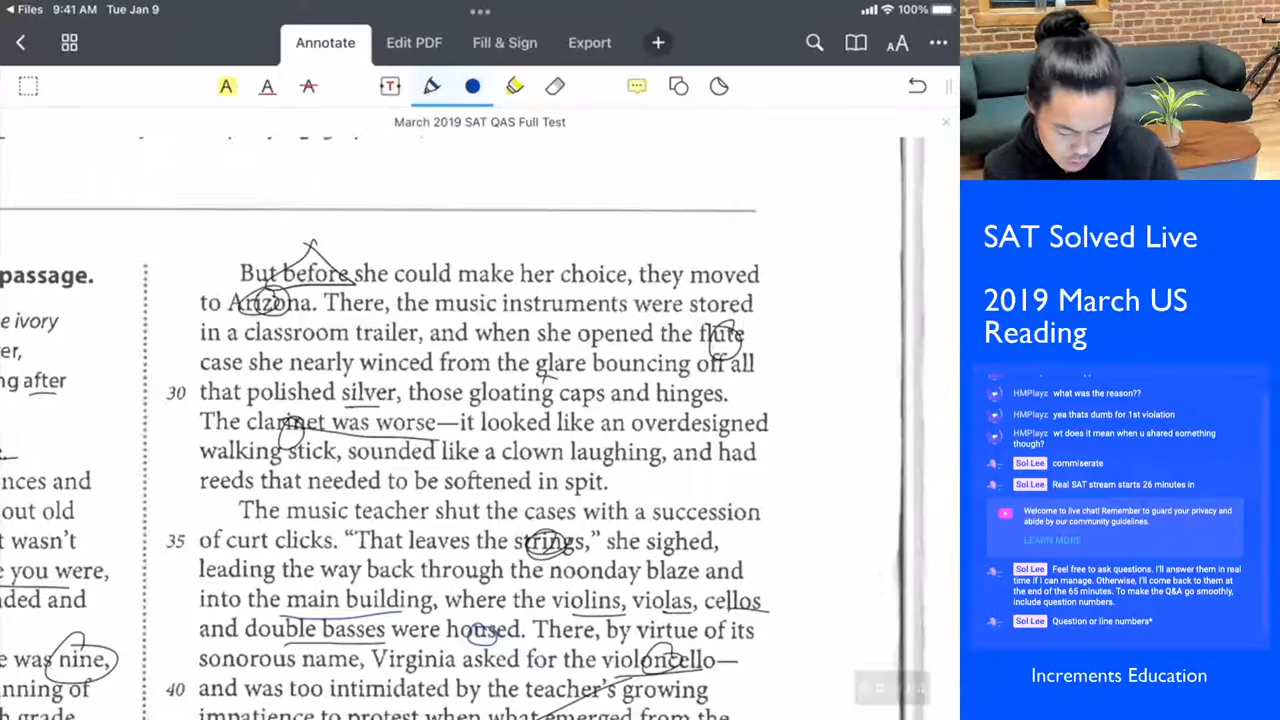 Files 9:41 AM Tue Jan 9 100%
Annotate Edit PDF Fill & Sign Export
March 2019 SAT QAS Full Test
passage.
e ivory
er,
ng after
nces and
out old
t wasn't
e you were,
ded and
e was nine,
nning of
But before she could make her choice, they moved
to Arizona. There, the music instruments were stored
in a classroom trailer, and when she opened the flute
case she nearly winced from the glare bouncing off all
30 that polished silver, those gloating caps and hinges.
The clarinet was worse—it looked like an overdesigned
walking stick, sounded like a clown laughing, and had
reeds that needed to be softened in spit.
The music teacher shut the cases with a succession
35 of curt clicks. “That leaves the strings,” she sighed,
leading the way back through the noonday blaze and
into the main building, where the violins, violas, cellos
and double basses were housed. There, by virtue of its
sonorous name, Virginia asked for the violoncello—
40 and was too intimidated by the teacher's growing
impatience to protest when what emerged from the
SAT Solved Live
2019 March US
Reading
HMPlayz what was the reason??
HMPlayz yea thats dumb for 1st violation
HMPlayz wt does it mean when u shared something
though?
Sol Lee commiserate
Sol Lee Real SAT stream starts 26 minutes in
Welcome to live chat! Remember to guard your privacy and
abide by our community guidelines.
LEARN MORE
Sol Lee Feel free to ask questions. I'll answer them in real
time if I can manage. Otherwise, I'll come back to them at
the end of the 65 minutes. To make the Q&A go smoothly,
include question numbers.
Sol Lee Question or line numbers*
Increments Education